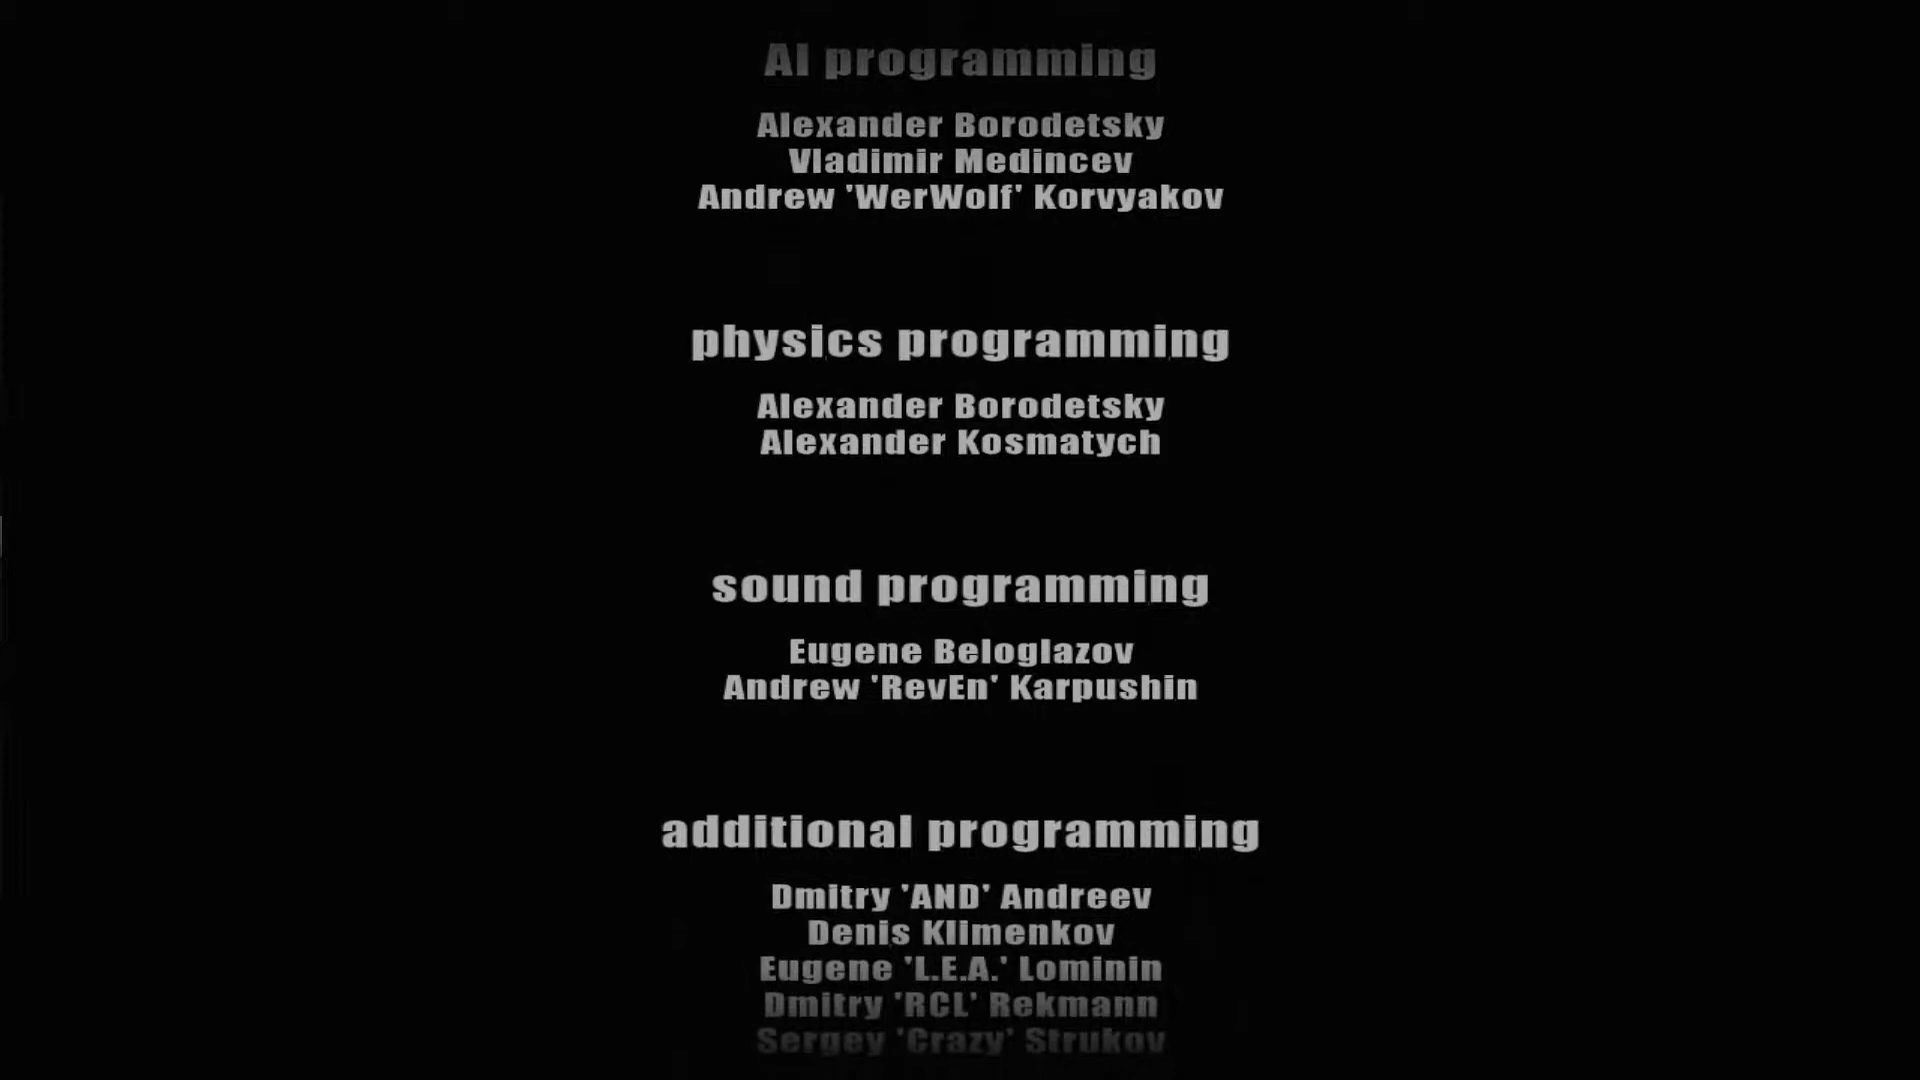 AI programming
Alexander Borodetsky
Vladimir Medincev
Andrew 'WerWolf' Korvyakov
physics programming
Alexander Borodetsky
Alexander Kosmatych
sound programming
Eugene Beloglazov
Andrew 'RevEn' Karpushin
additional programming
Dmitry 'AND' Andreev
Denis Klimenkov
Eugene 'L.E.A.' Lominin
Dmitry 'RCL' Rekmann
Sergey 'Crazy' Strukov